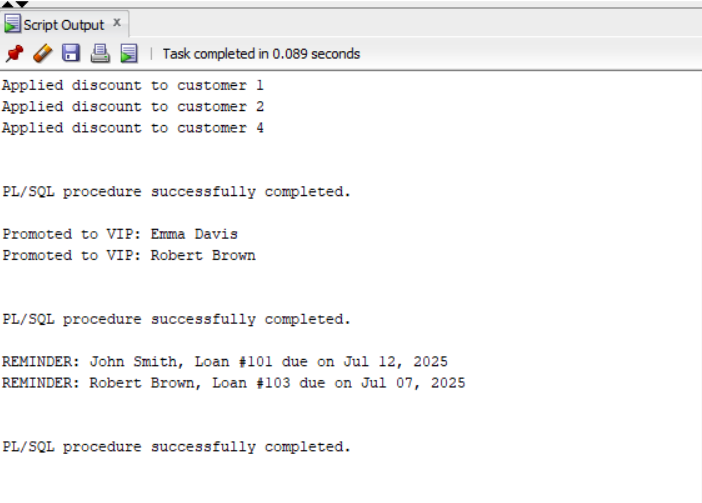 Script Output x
Task completed in 0.089 seconds
Applied discount to customer 1
Applied discount to customer 2
Applied discount to customer 4
PL/SQL procedure successfully completed.
Promoted to VIP: Emma Davis
Promoted to VIP: Robert Brown
PL/SQL procedure successfully completed.
REMINDER: John Smith, Loan #101 due on Jul 12, 2025
REMINDER: Robert Brown, Loan #103 due on Jul 07, 2025
PL/SQL procedure successfully completed.